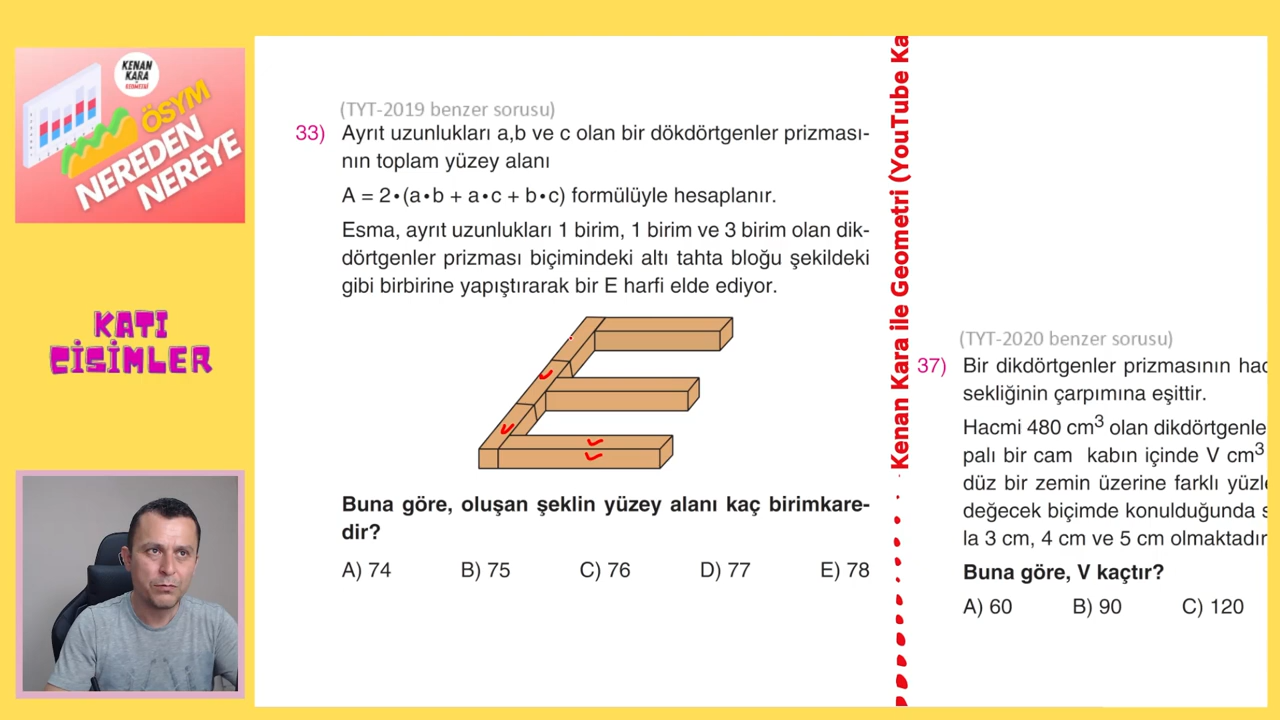 KENAN
KARA
ile
GEOMETRİ
ÖSYM
NEREDEN
NEREYE
KATI
CİSİMLER
(TYT-2019 benzer sorusu)
33) Ayrıt uzunlukları a,b ve c olan bir dökdörtgenler prizması-
nın toplam yüzey alanı
A = 2•(a•b + a•c + b•c) formülüyle hesaplanır.
Esma, ayrıt uzunlukları 1 birim, 1 birim ve 3 birim olan dik-
dörtgenler prizması biçimindeki altı tahta bloğu şekildeki
gibi birbirine yapıştırarak bir E harfi elde ediyor.
Buna göre, oluşan şeklin yüzey alanı kaç birimkare-
dir?
A) 74 B) 75 C) 76 D) 77 E) 78
Kenan Kara ile Geometri (YouTube Ka
(TYT-2020 benzer sorusu)
37) Bir dikdörtgenler prizmasının hac
sekliğinin çarpımına eşittir.
Hacmi 480 cm³ olan dikdörtgenle
palı bir cam kabın içinde V cm³
düz bir zemin üzerine farklı yüzle
değecek biçimde konulduğunda s
la 3 cm, 4 cm ve 5 cm olmaktadır
Buna göre, V kaçtır?
A) 60 B) 90 C) 120